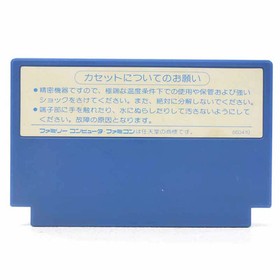 カセットについてのお願い
●精密機器ですので、極端な温度条件下での使用や保管および強い
ショックをさけてください。また、絶対に分解しないでください。
●端子部に手を触れたり、水にぬらしたりして汚さないようにして
ください。故障の原因となります。
ファミリーコンピュータ ファミコンは任天堂の商標です。